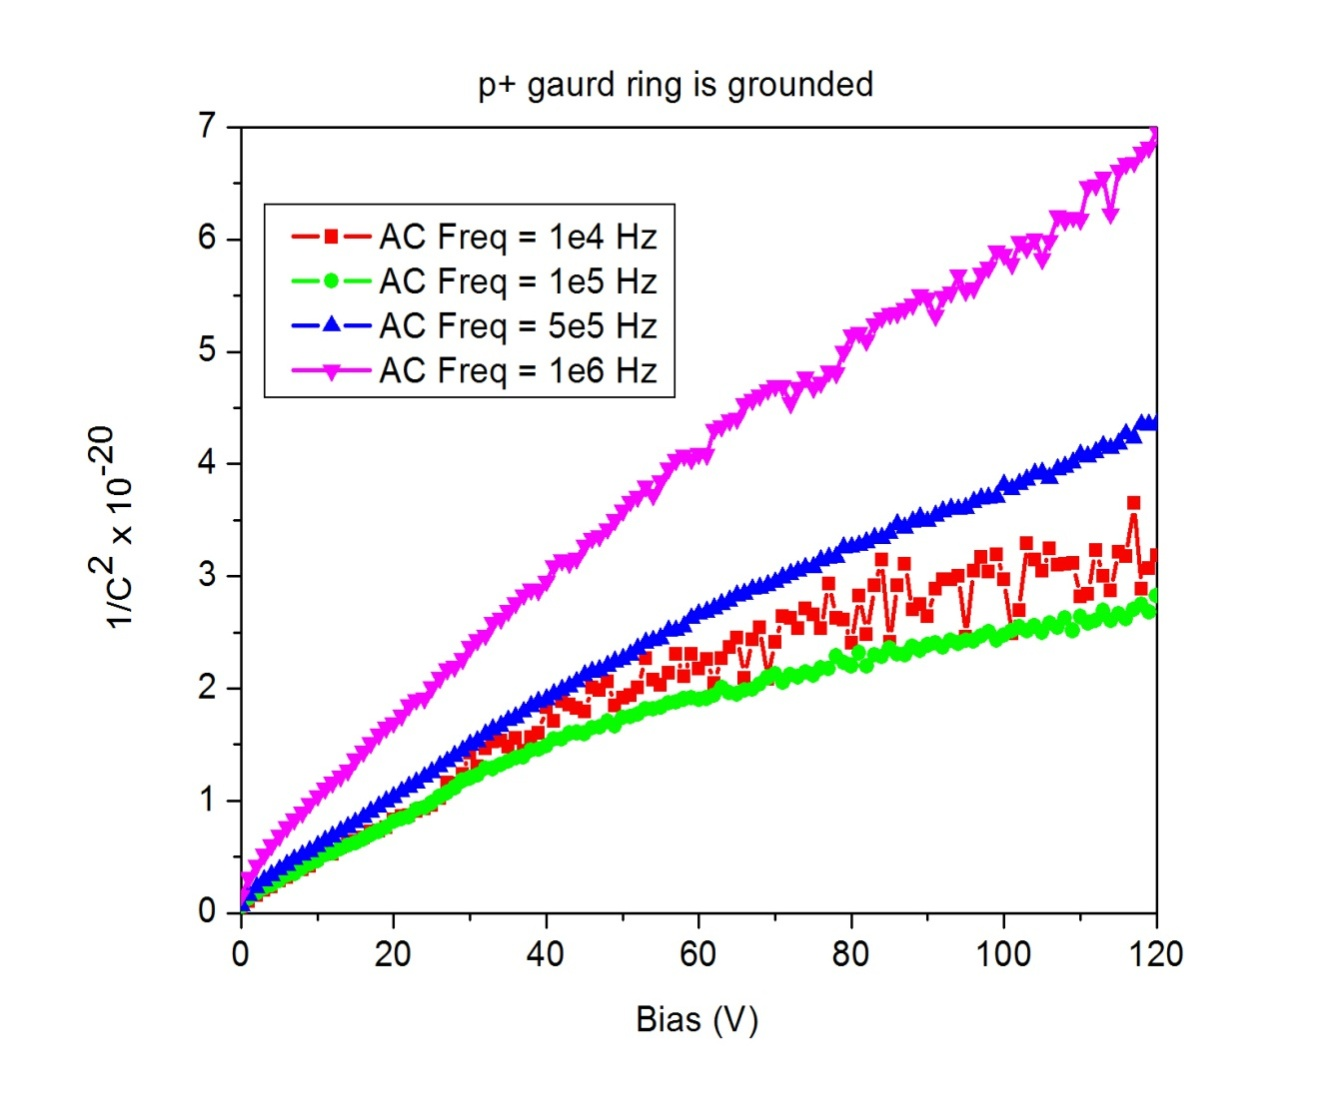 p+ gaurd ring is grounded
7
6
5
4
3
2
1
0
AC Freq = 1e4 Hz
AC Freq = 1e5 Hz
AC Freq = 5e5 Hz
AC Freq = 1e6 Hz
1/C² x 10⁻²⁰
0 20 40 60 80 100 120
Bias (V)